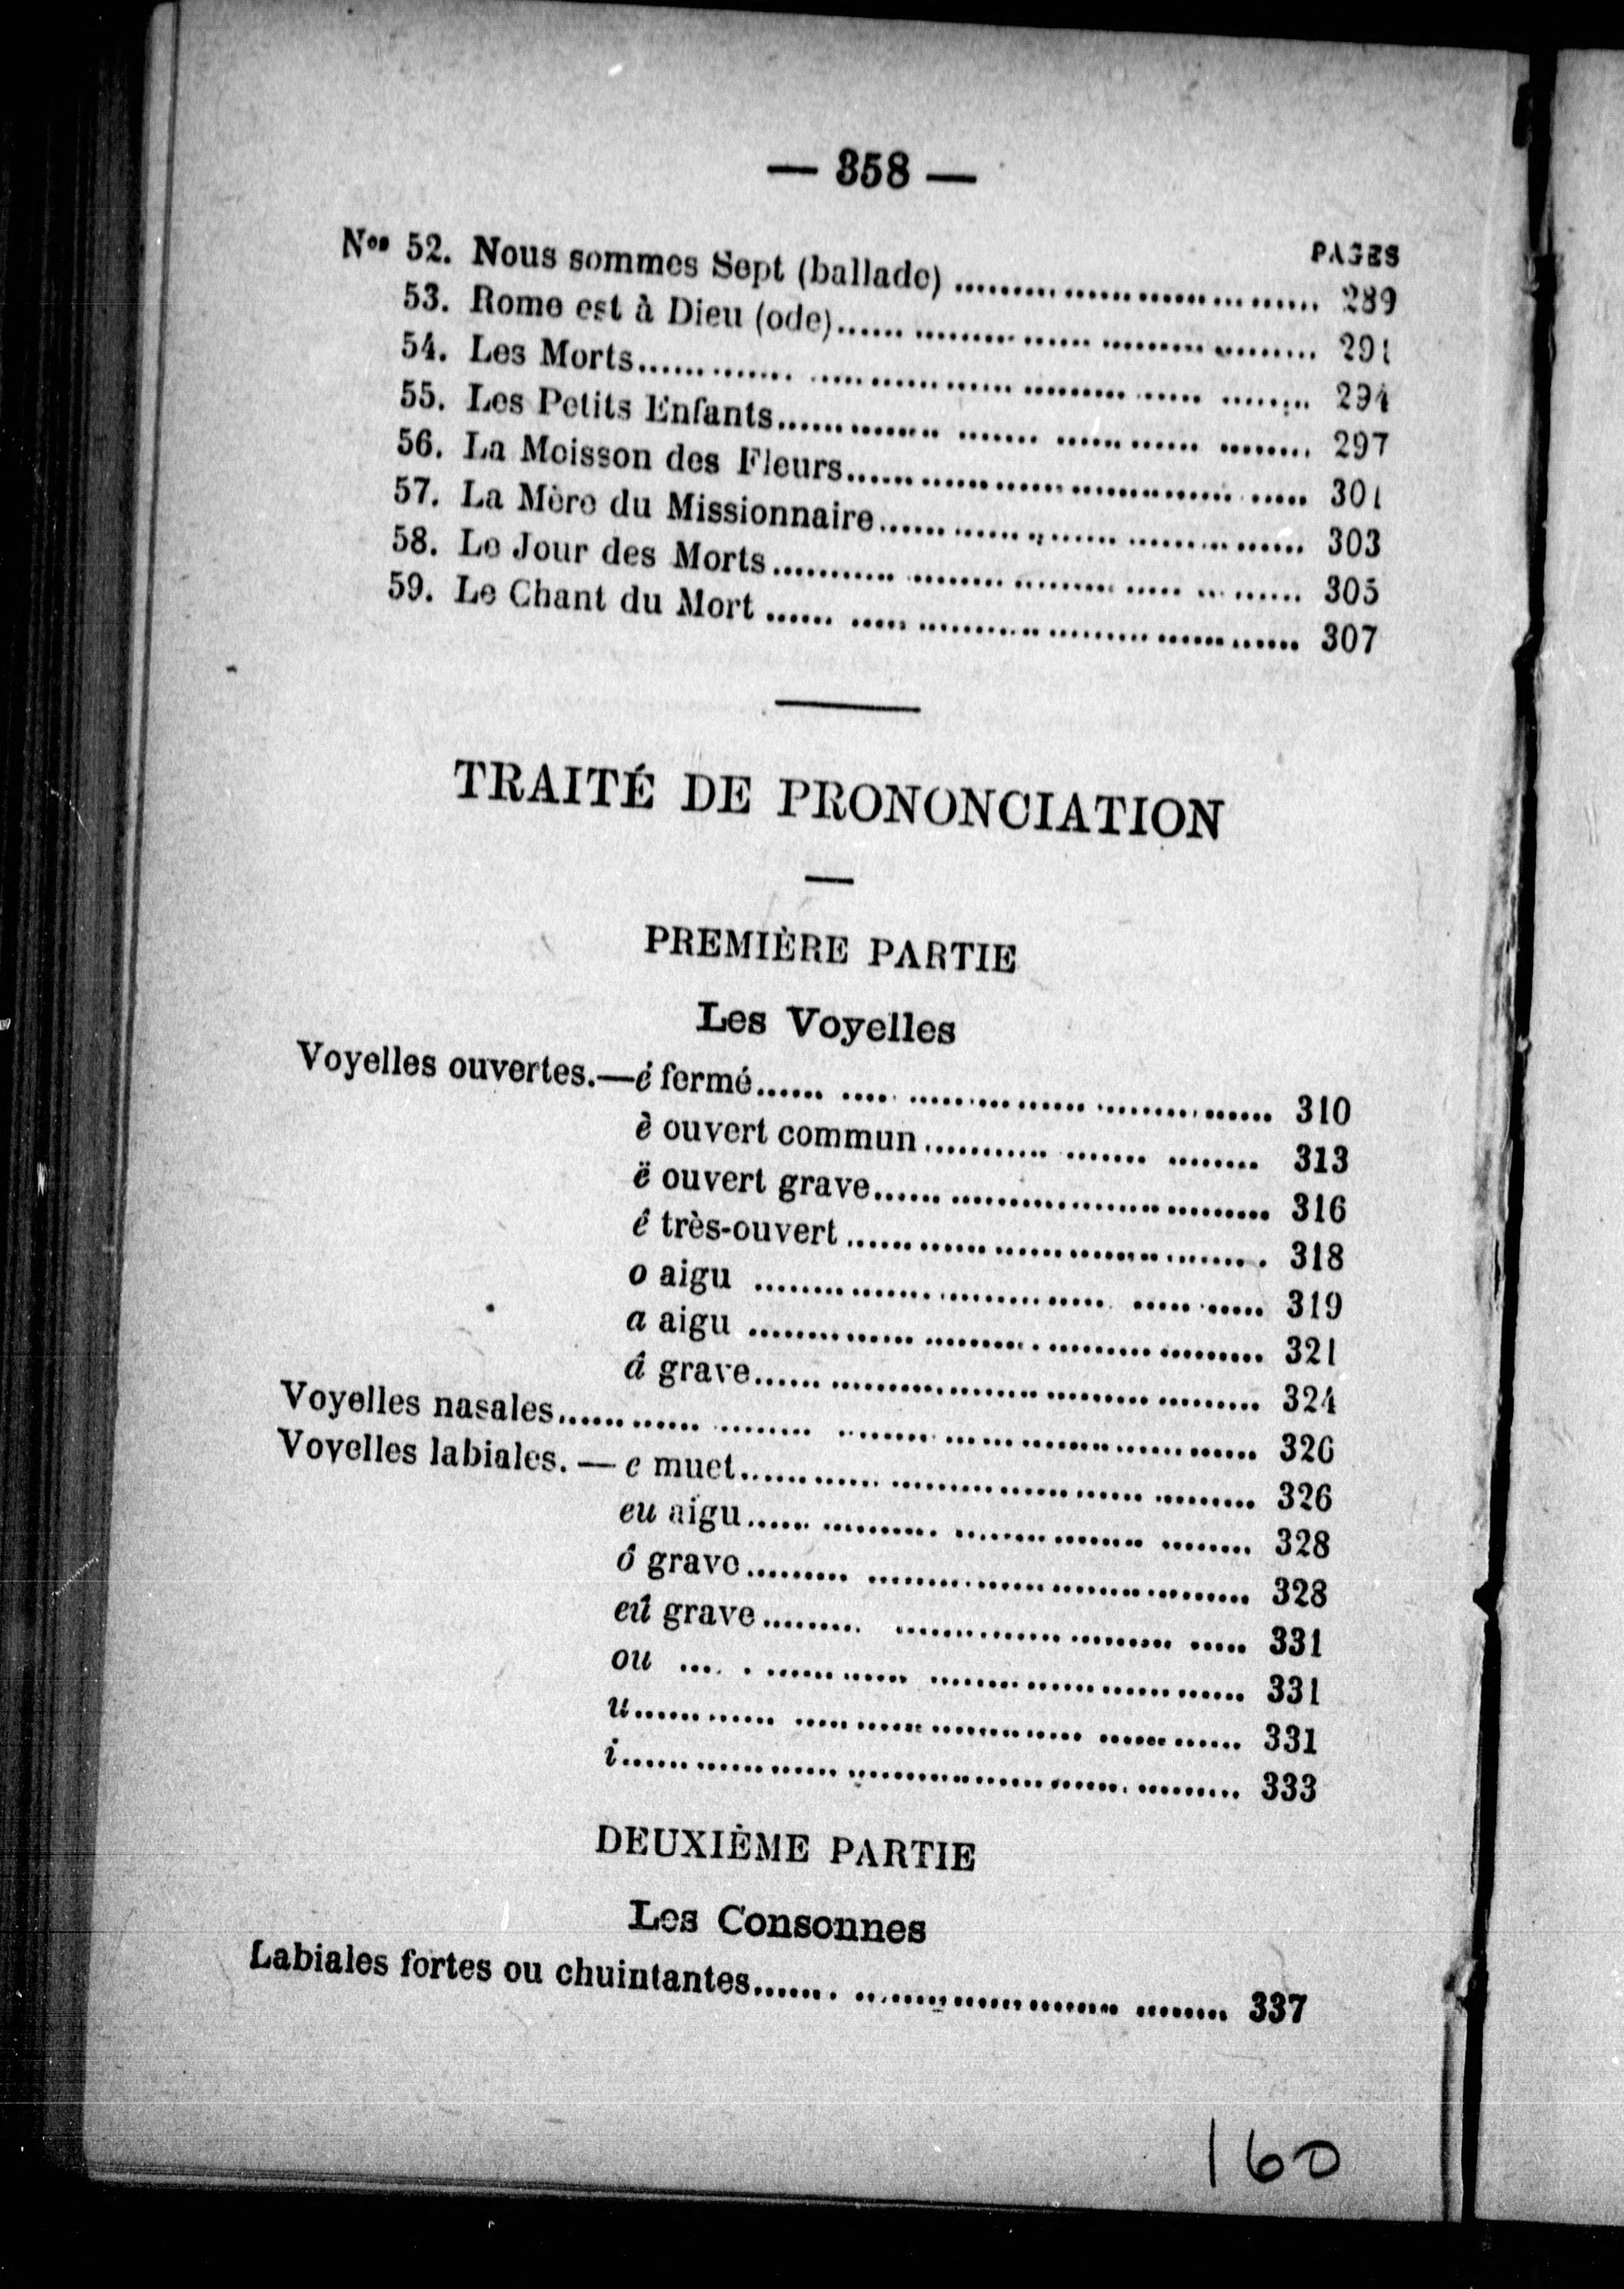 — 358 —
PAGES
Nos 52. Nous sommes Sept (ballade) .................... 289
53. Rome est à Dieu (ode).................... 291
54. Les Morts.................... 294
55. Les Petits Enfants.................... 297
56. La Moisson des Fleurs.................... 301
57. La Mère du Missionnaire.................... 303
58. Le Jour des Morts.................... 305
59. Le Chant du Mort .................... 307
TRAITÉ DE PRONONCIATION
—
PREMIÈRE PARTIE
Les Voyelles
Voyelles ouvertes.—é fermé.................... 310
è ouvert commun.................... 313
ë ouvert grave.................... 316
ê très-ouvert .................... 318
o aigu .................... 319
a aigu .................... 321
â grave.................... 324
Voyelles nasales.................... 326
Voyelles labiales. — e muet.................... 326
eu aigu.................... 328
ô grave.................... 328
eû grave.................... 331
ou .................... 331
u.................... 331
i.................... 333
DEUXIÈME PARTIE
Les Consonnes
Labiales fortes ou chuintantes.................... 337
160